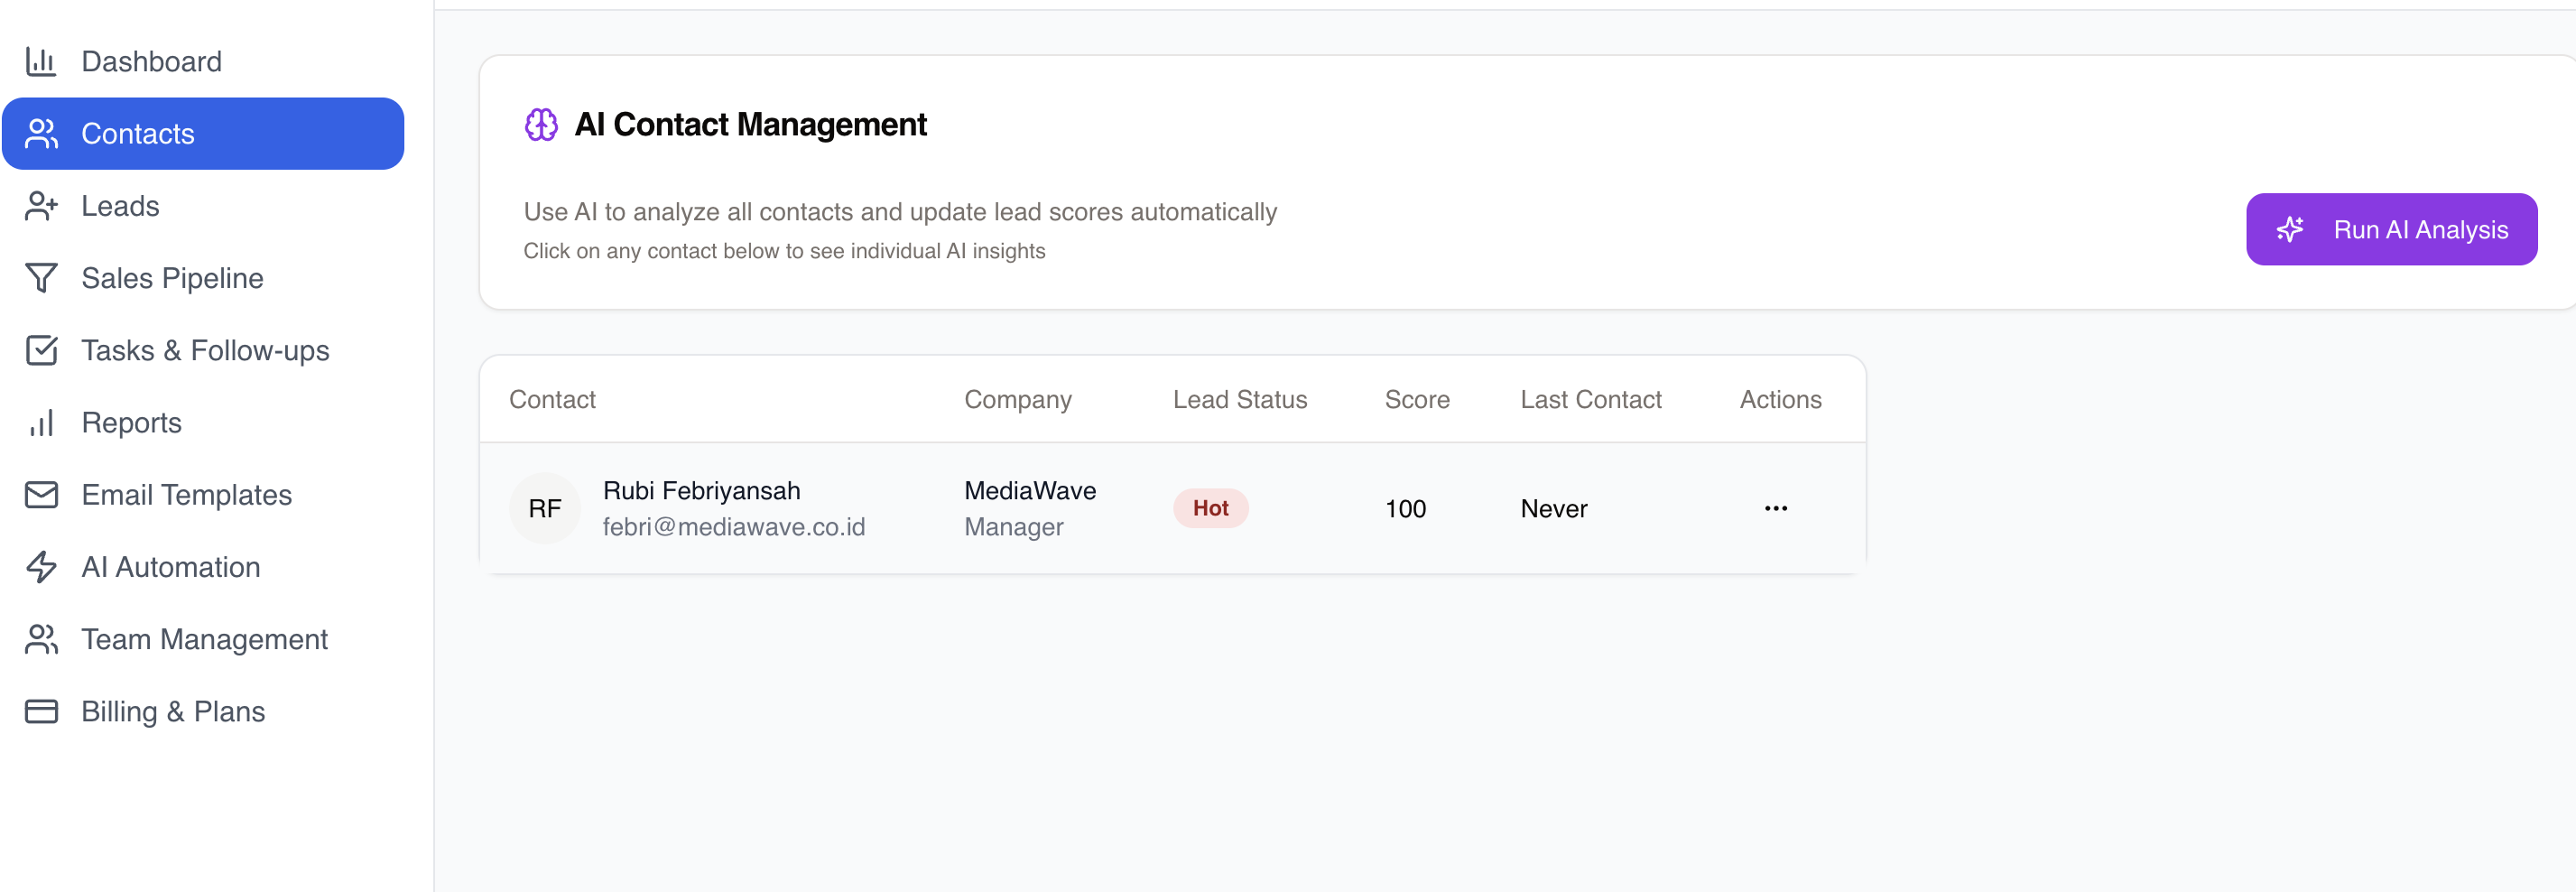 Dashboard
Contacts
Leads
Sales Pipeline
Tasks & Follow-ups
Reports
Email Templates
AI Automation
Team Management
Billing & Plans
AI Contact Management
Use AI to analyze all contacts and update lead scores automatically
Click on any contact below to see individual AI insights
Run AI Analysis
Contact Company Lead Status Score Last Contact Actions
RF Rubi Febriyansah MediaWave Hot 100 Never
febri@mediawave.co.id Manager